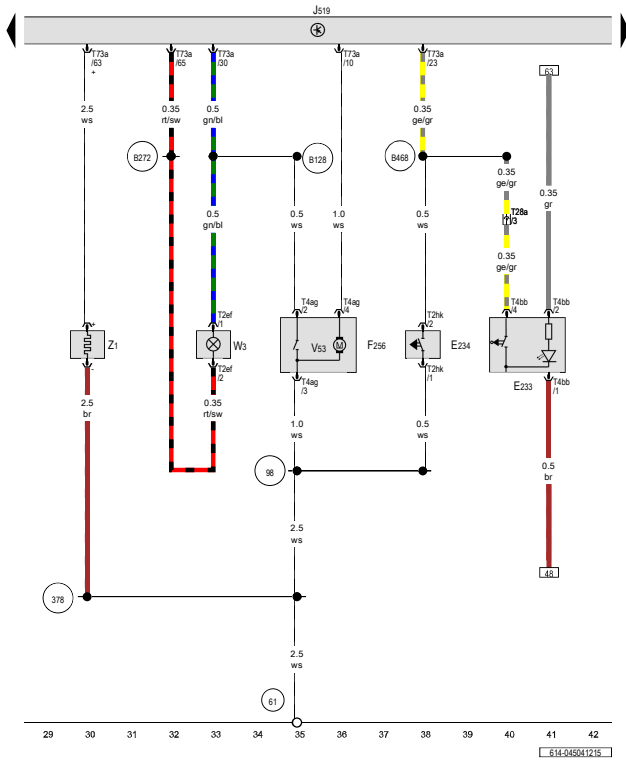 J519
T73a
/63
+
T73a
/65
T73a
/30
T73a
/10
T73a
/23
63
2.5
ws
0.35
rt/sw
0.5
gn/bl
0.35
ge/gr
B272
B128
B468
0.35
ge/gr
0.35
gr
0.5
gn/bl
0.5
ws
1.0
ws
0.5
ws
T28a
/3
0.35
ge/gr
T2ef
/1
T4ag
/2
T4ag
/4
T2hk
/2
T4bb
/4
T4bb
/2
+
Z1
W3
V53
M
F256
E234
-
T2ef
/2
T4ag
/3
T2hk
/1
E233
T4bb
/1
2.5
br
0.35
rt/sw
1.0
ws
0.5
ws
98
0.5
br
2.5
ws
48
378
2.5
ws
61
29 30 31 32 33 34 35 36 37 38 39 40 41 42
614-045041215